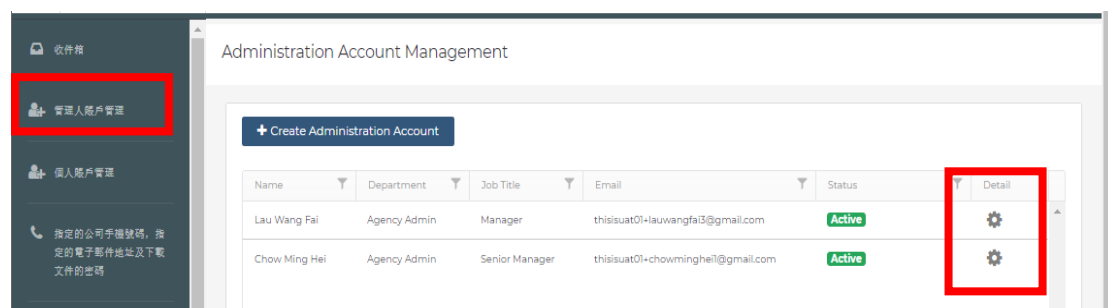 收件箱
Administration Account Management
管理人賬戶管理
+ Create Administration Account
個人賬戶管理
Name Department Job Title Email Status Detail
Lau Wang Fai Agency Admin Manager thisisuat01+lauwangfai3@gmail.com Active
指定的公司手機號碼，指
定的電子郵件地址及下載
文件的密碼
Chow Ming Hei Agency Admin Senior Manager thisisuat01+chowminghei1@gmail.com Active